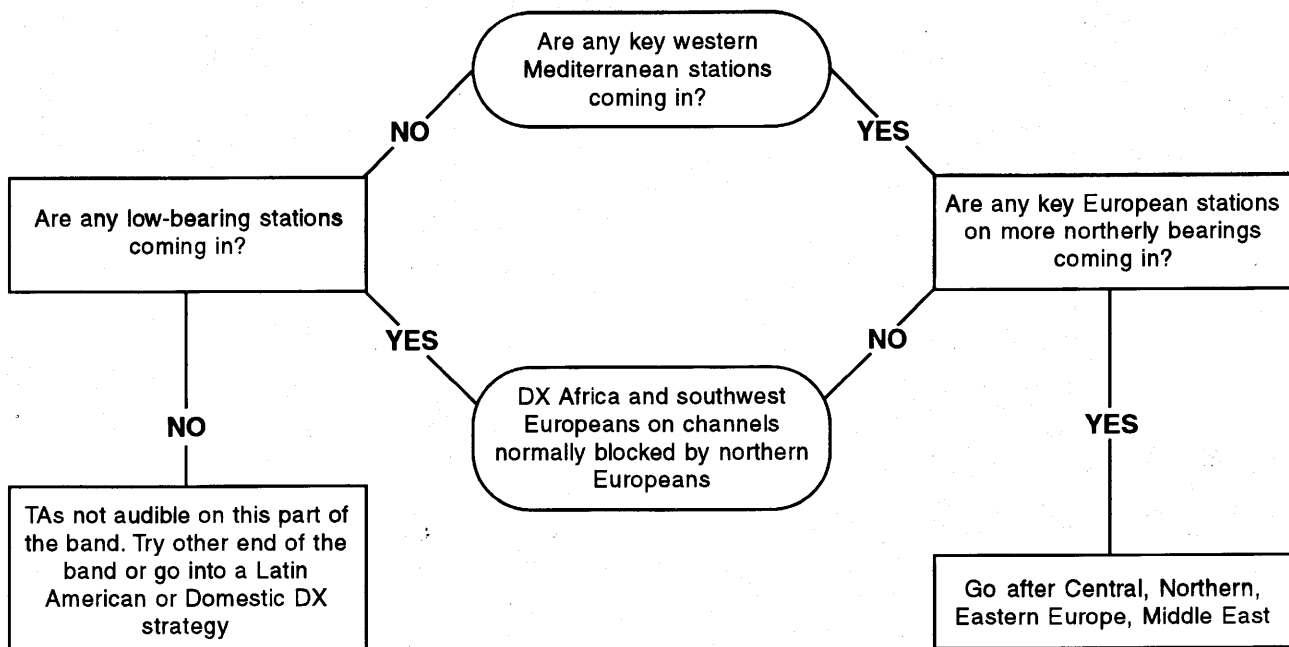 Are any key western
Mediterranean stations
coming in?
NO
YES
Are any low-bearing stations
coming in?
Are any key European stations
on more northerly bearings
coming in?
YES
NO
DX Africa and southwest
Europeans on channels
normally blocked by northern
Europeans
NO
YES
TAs not audible on this part of
the band. Try other end of the
band or go into a Latin
American or Domestic DX
strategy
Go after Central, Northern,
Eastern Europe, Middle East